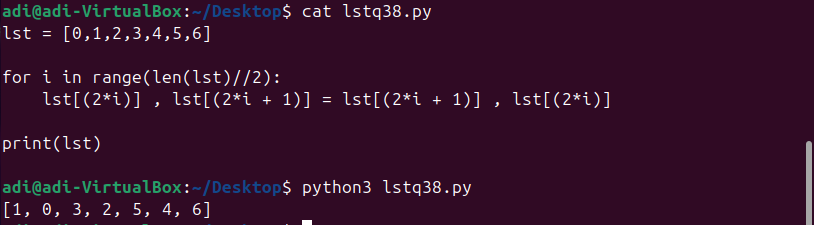 adi@adi-VirtualBox:~/Desktop$ cat lstq38.py
lst = [0,1,2,3,4,5,6]
for i in range(len(lst)//2):
    lst[(2*i)] , lst[(2*i + 1)] = lst[(2*i + 1)] , lst[(2*i)]
print(lst)
adi@adi-VirtualBox:~/Desktop$ python3 lstq38.py
[1, 0, 3, 2, 5, 4, 6]